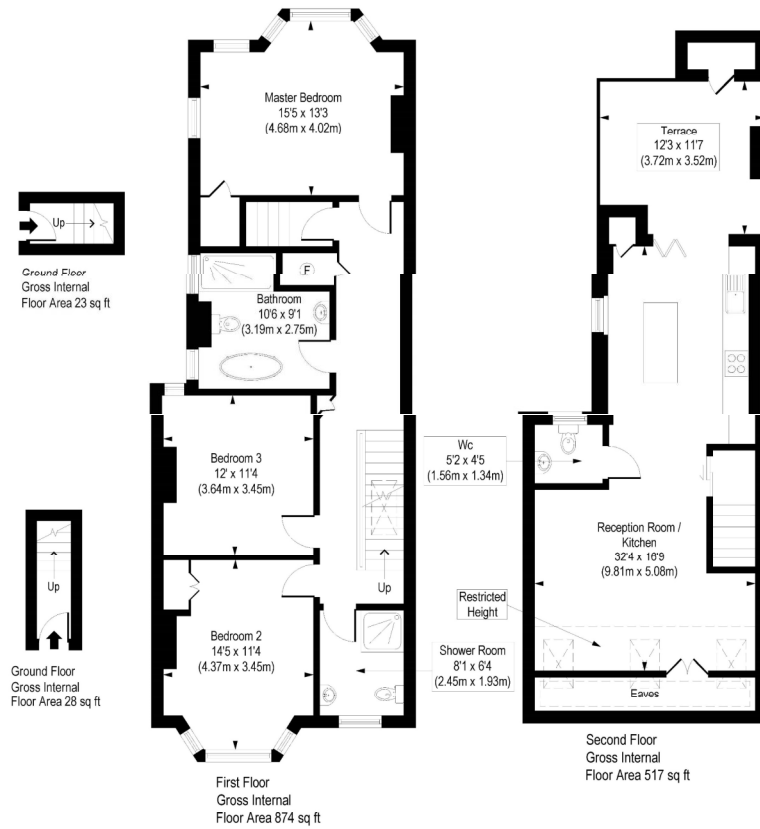 Master Bedroom
15'5 x 13'3
(4.68m x 4.02m)
Terrace
12'3 x 11'7
(3.72m x 3.52m)
Up
Ground Floor
Gross Internal
Floor Area 23 sq ft
F
Bathroom
10'6 x 9'1
(3.19m x 2.75m)
Wc
5'2 x 4'5
(1.56m x 1.34m)
Bedroom 3
12' x 11'4
(3.64m x 3.45m)
Reception Room /
Kitchen
32'4 x 16'9
(9.81m x 5.08m)
Up
Up
Restricted
Height
Bedroom 2
14'5 x 11'4
(4.37m x 3.45m)
Shower Room
8'1 x 6'4
(2.45m x 1.93m)
Ground Floor
Gross Internal
Floor Area 28 sq ft
Eaves
Second Floor
Gross Internal
Floor Area 517 sq ft
First Floor
Gross Internal
Floor Area 874 sq ft